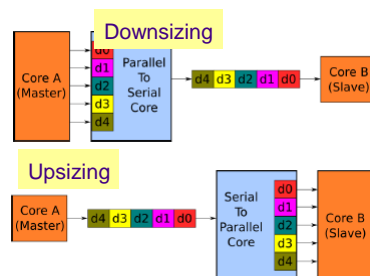 Downsizing
Core A
(Master)
d0
d1
d2
d3
d4
Parallel
To
Serial
Core
d4 d3 d2 d1 d0
Core B
(Slave)
Upsizing
Core A
(Master)
d4 d3 d2 d1 d0
Serial
To
Parallel
Core
d0
d1
d2
d3
d4
Core B
(Slave)